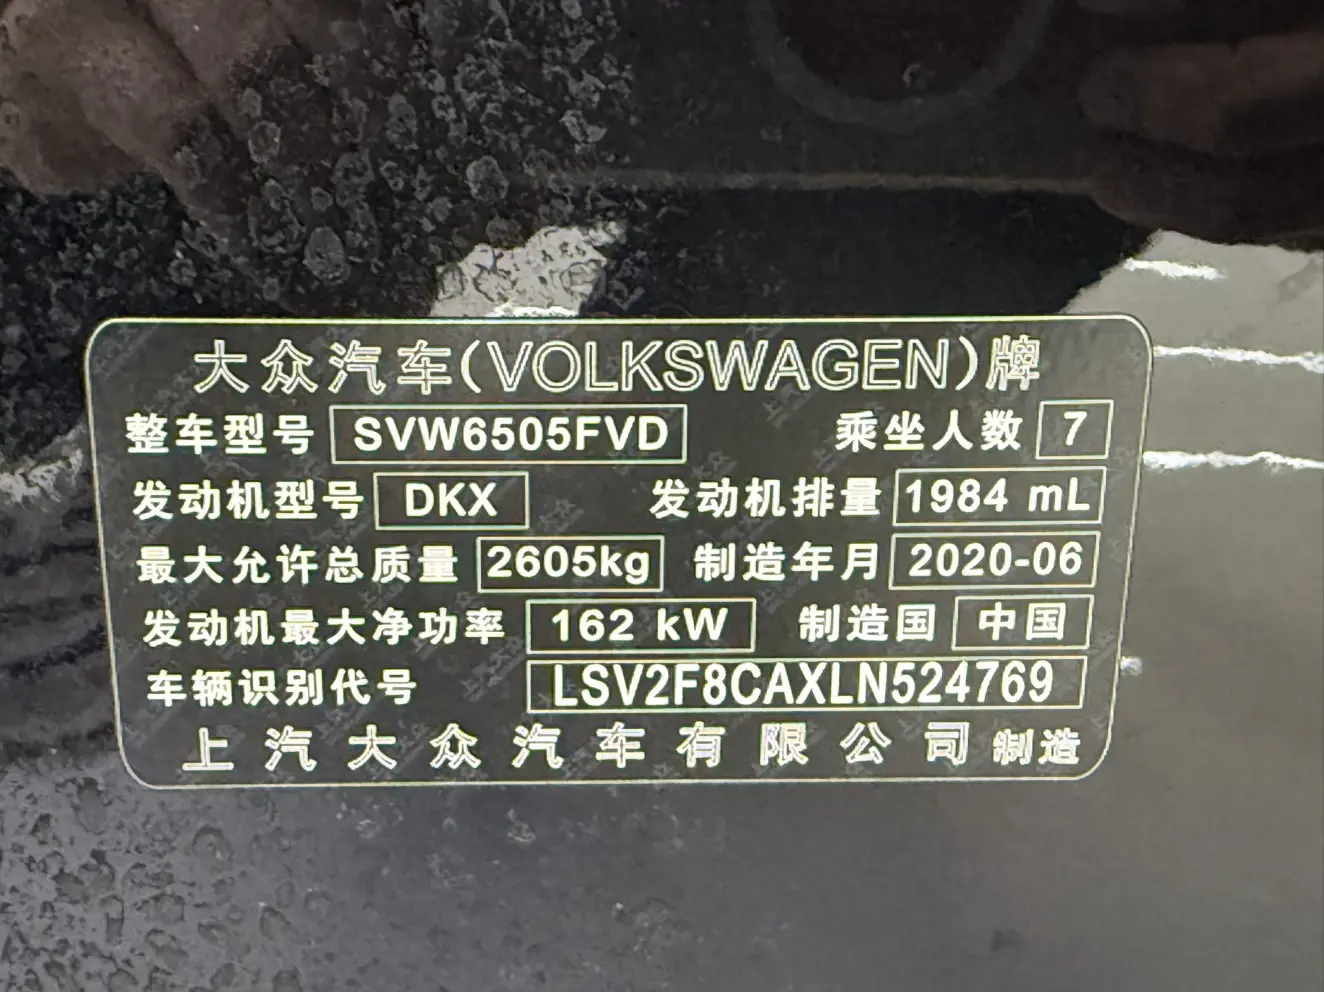 大众汽车(VOLKSWAGEN)牌
整车型号 SVW6505FVD 乘坐人数 7
发动机型号 DKX 发动机排量 1984 mL
最大允许总质量 2605kg 制造年月 2020-06
发动机最大净功率 162 kW 制造国 中国
车辆识别代号 LSV2F8CAXLN524769
上汽大众汽车有限公司 制造